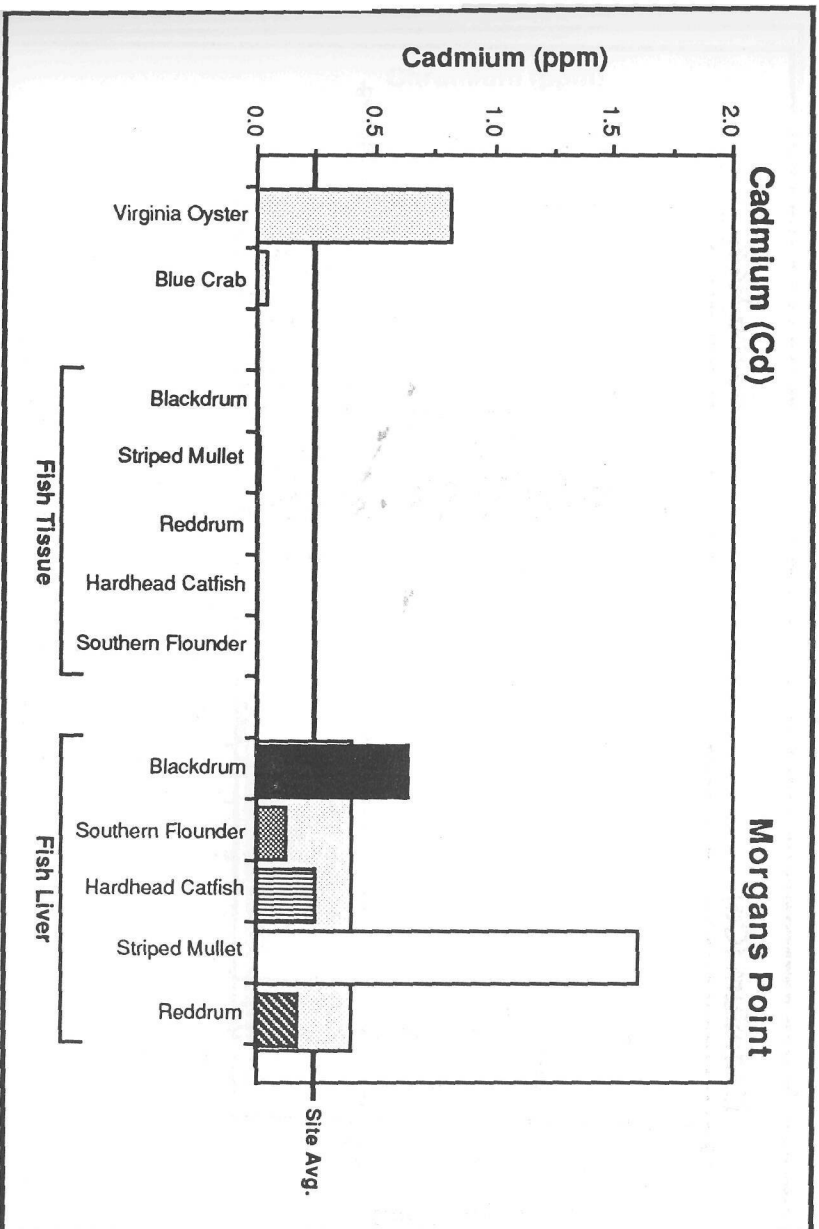 Cadmium (Cd)
Morgans Point
Cadmium (ppm)
2.0
1.5
1.0
0.5
0.0
Site Avg.
Virginia Oyster
Blue Crab
Blackdrum
Striped Mullet
Reddrum
Hardhead Catfish
Southern Flounder
Blackdrum
Southern Flounder
Hardhead Catfish
Striped Mullet
Reddrum
Fish Tissue
Fish Liver